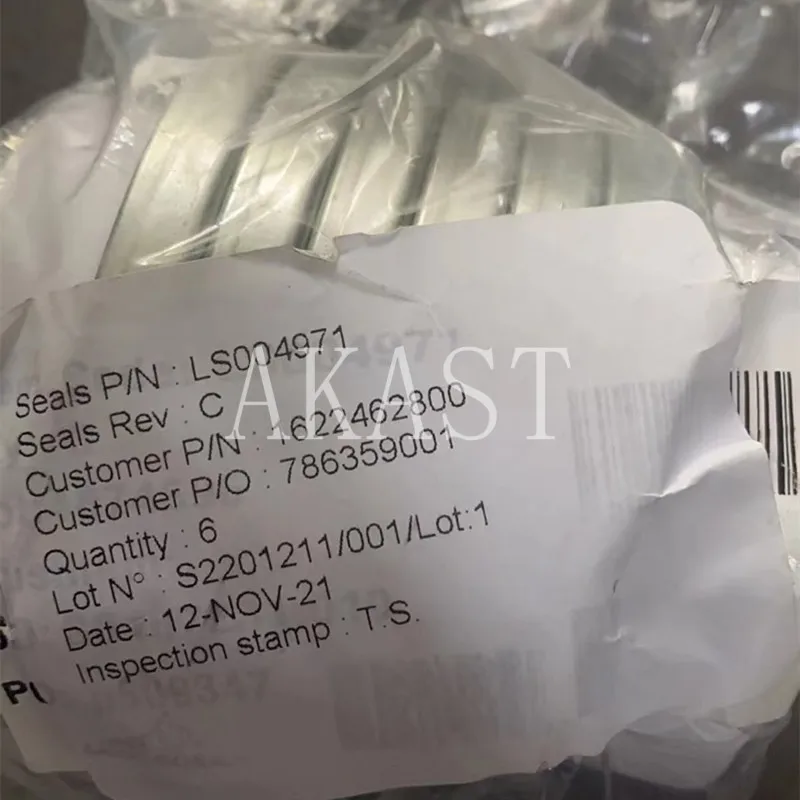 Seals P/N : LS004971
Seals Rev : C
Customer P/N : 1622462800
Customer P/O : 786359001
Quantity : 6
Lot N° : S2201211/001/Lot:1
Date : 12-NOV-21
Inspection stamp : T.S.
AKAST